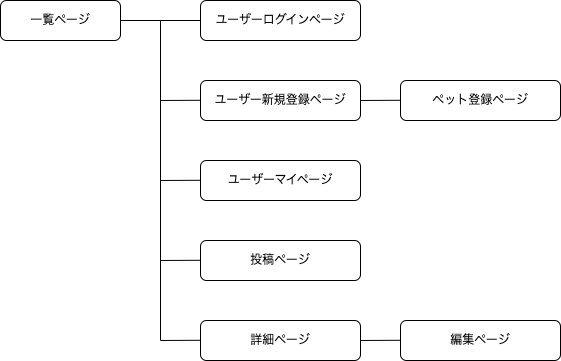 一覧ページ
ユーザーログインページ
ユーザー新規登録ページ
ペット登録ページ
ユーザーマイページ
投稿ページ
詳細ページ
編集ページ